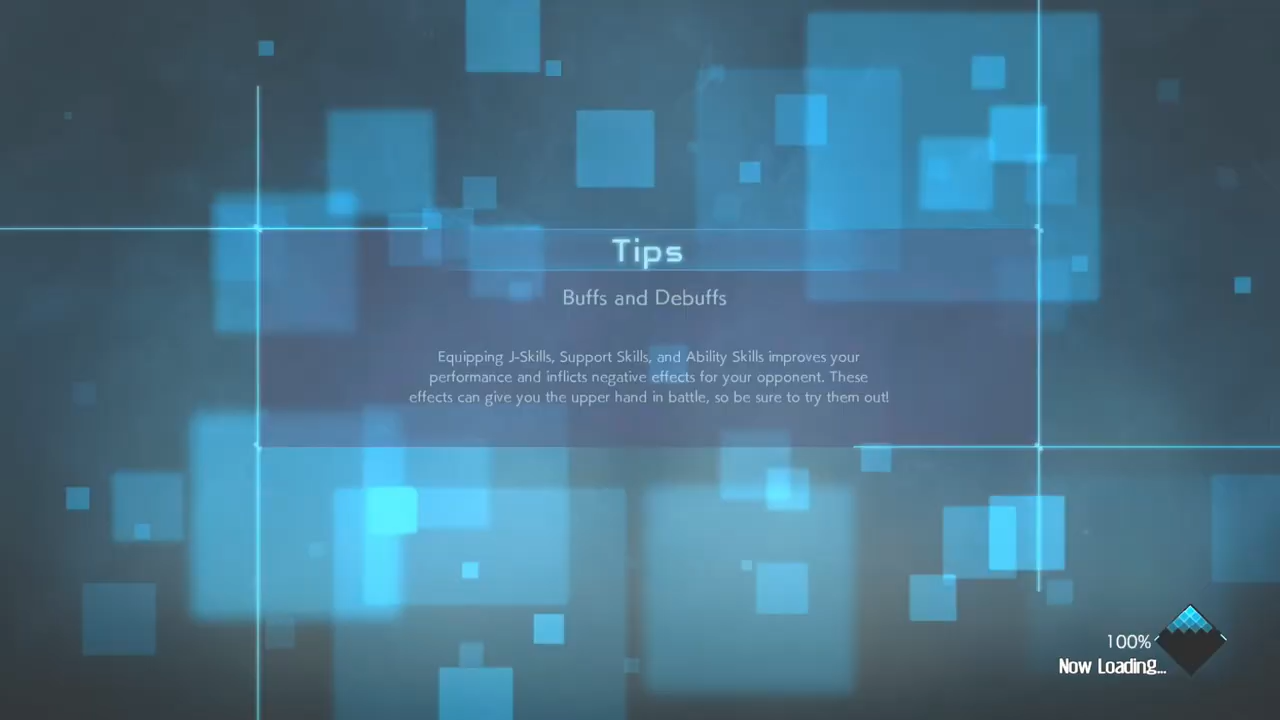 Tips
Buffs and Debuffs
Equipping J-Skills, Support Skills, and Ability Skills improves your
performance and inflicts negative effects for your opponent. These
effects can give you the upper hand in battle, so be sure to try them out!
100%
Now Loading...